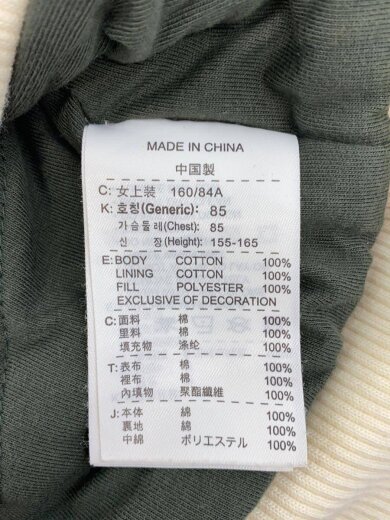 MADE IN CHINA
中国製
C: 女上装 160/84A
K: 호칭(Generic): 85
가슴둘레(Chest): 85
신 장(Height): 155-165
E: BODY COTTON 100%
LINING COTTON 100%
FILL POLYESTER 100%
EXCLUSIVE OF DECORATION
C: 面料 棉 100%
里料 棉 100%
填充物 涤纶 100%
T: 表布 棉 100%
裡布 棉 100%
內填物 聚酯纖維 100%
J: 本体 綿 100%
裏地 綿 100%
中綿 ポリエステル 100%